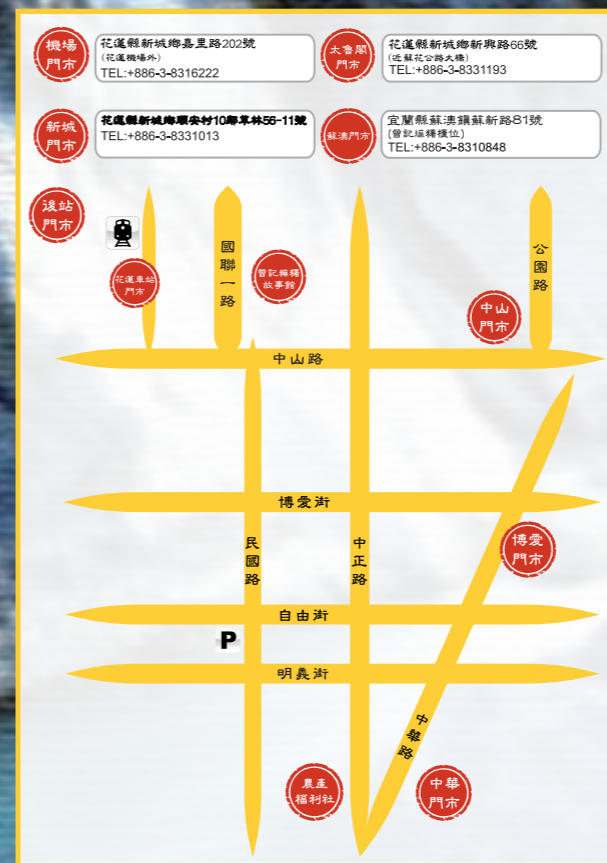 機場
門市
花蓮縣新城鄉嘉里路202號
(花蓮機場外)
TEL:+886-3-8316222
太魯閣
門市
花蓮縣新城鄉新興路66號
(近蘇花公路大橋)
TEL:+886-3-8331193
新城
門市
花蓮縣新城鄉順安村10鄰草林56-11號
TEL:+886-3-8331013
蘇澳門市
宜蘭縣蘇澳鎮蘇新路81號
(曾記麻糬櫃位)
TEL:+886-3-8310848
後站
門市
花蓮車站
門市
國聯一路
曾記麻糬
故事館
公園路
中山
門市
中山路
博愛街
民國路
中正路
博愛
門市
自由街
P
明義街
中華路
農產
福利社
中華
門市